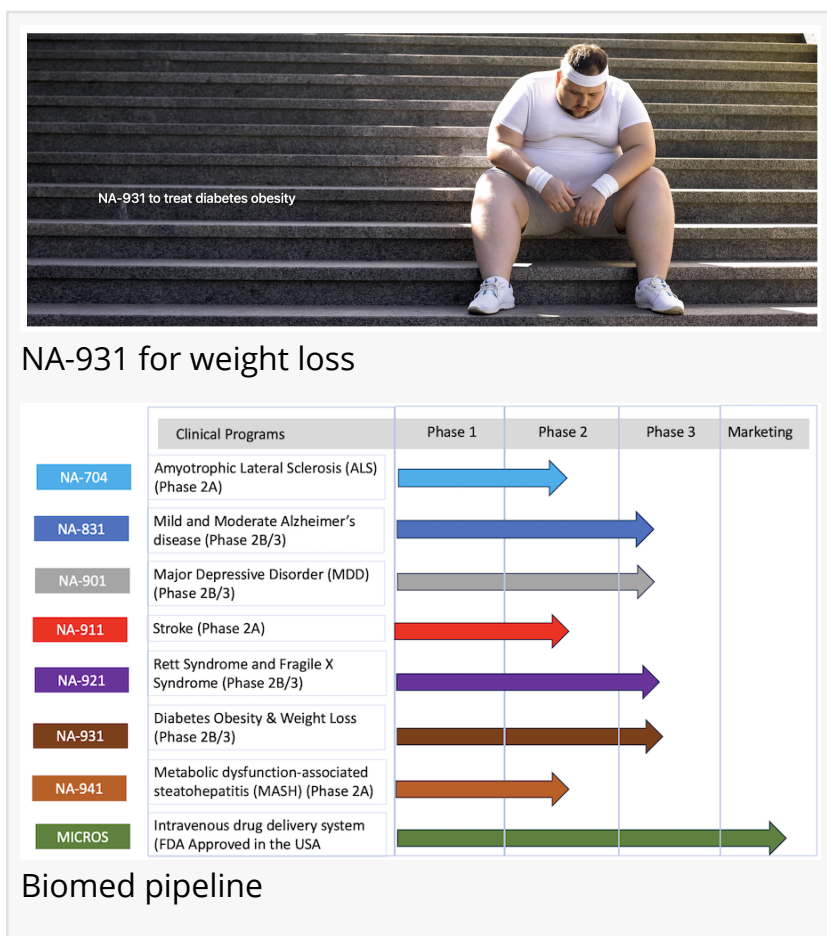 NA-931 to treat diabetes obesity
NA-931 for weight loss
Clinical Programs
Phase 1
Phase 2
Phase 3
Marketing
NA-704
Amyotrophic Lateral Sclerosis (ALS)
(Phase 2A)
NA-831
Mild and Moderate Alzheimer’s
disease (Phase 2B/3)
NA-901
Major Depressive Disorder (MDD)
(Phase 2B/3)
NA-911
Stroke (Phase 2A)
NA-921
Rett Syndrome and Fragile X
Syndrome (Phase 2B/3)
NA-931
Diabetes Obesity & Weight Loss
(Phase 2B/3)
NA-941
Metabolic dysfunction-associated
steatohepatitis (MASH) (Phase 2A)
MICROS
Intravenous drug delivery system
(FDA Approved in the USA
Biomed pipeline